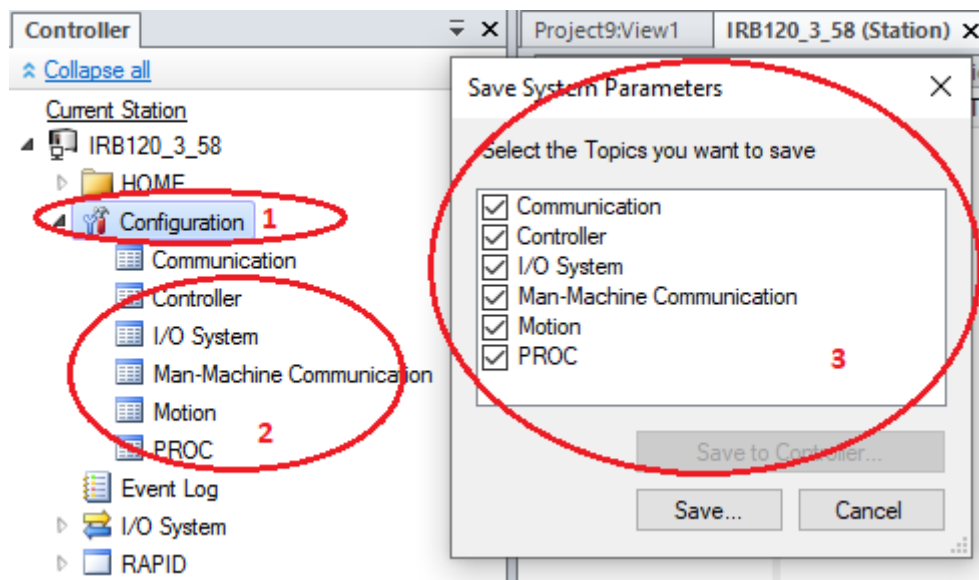 Controller
Collapse all
Current Station
IRB120_3_58
HOME
Configuration 1
Communication
Controller
I/O System
Man-Machine Communication
Motion
2
PROC
Event Log
I/O System
RAPID
Project9:View1 IRB120_3_58 (Station)
Save System Parameters
Select the Topics you want to save
Communication
Controller
I/O System
Man-Machine Communication
Motion
PROC
3
Save to Controller...
Save... Cancel